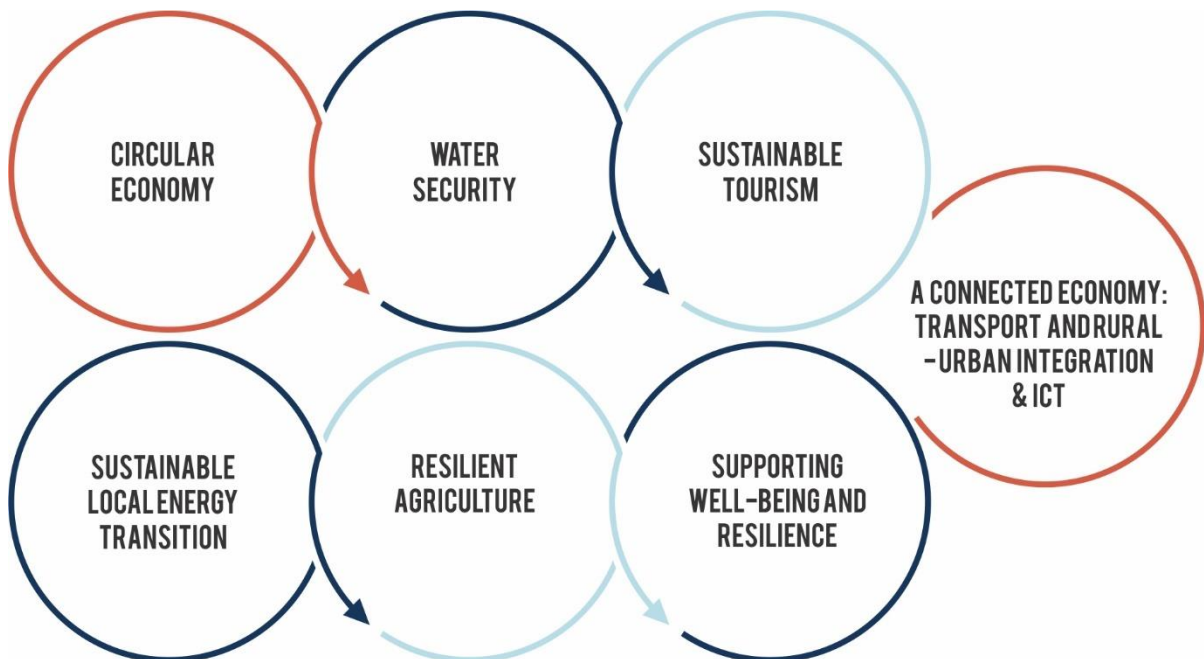 CIRCULAR
ECONOMY
WATER
SECURITY
SUSTAINABLE
TOURISM
A CONNECTED ECONOMY:
TRANSPORT AND RURAL
-URBAN INTEGRATION
& ICT
SUSTAINABLE
LOCAL ENERGY
TRANSITION
RESILIENT
AGRICULTURE
SUPPORTING
WELL-BEING AND
RESILIENCE